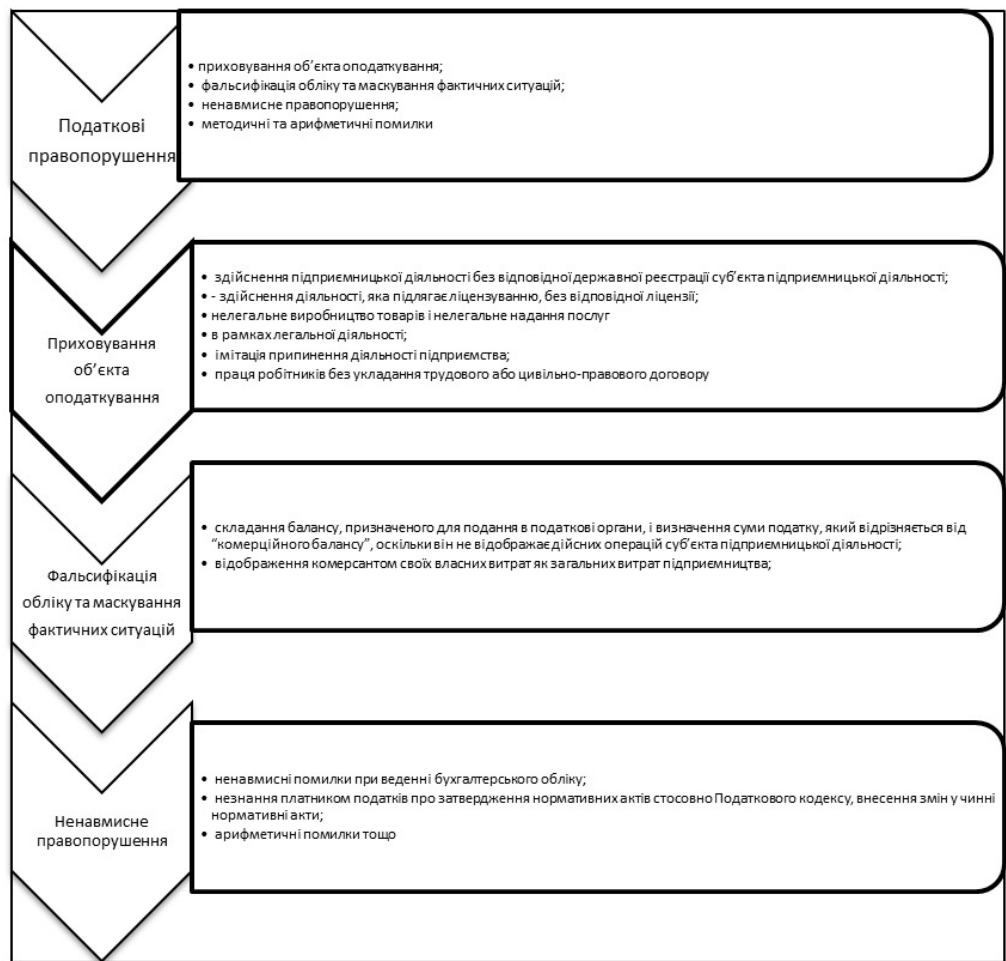 Податкові
правопорушення
• приховування об’єкта оподаткування;
• фальсифікація обліку та маскування фактичних ситуацій;
• ненавмисне правопорушення;
• методичні та арифметичні помилки
Приховування
об’єкта
оподаткування
• здійснення підприємницької діяльності без відповідної державної реєстрації суб’єкта підприємницької діяльності;
• - здійснення діяльності, яка підлягає ліцензуванню, без відповідної ліцензії;
• нелегальне виробництво товарів і нелегальне надання послуг
• в рамках легальної діяльності;
• імітація припинення діяльності підприємства;
• праця робітників без укладання трудового або цивільно-правового договору
Фальсифікація
обліку та маскування
фактичних ситуацій
• складання балансу, призначеного для подання в податкові органи, і визначення суми податку, який відрізняється від
“комерційного балансу”, оскільки він не відображає дійсних операцій суб’єкта підприємницької діяльності;
• відображення комерсантом своїх власних витрат як загальних витрат підприємництва;
Ненавмисне
правопорушення
• ненавмисні помилки при веденні бухгалтерського обліку;
• незнання платником податків про затвердження нормативних актів стосовно Податкового кодексу, внесення змін у чинні
нормативні акти;
• арифметичні помилки тощо